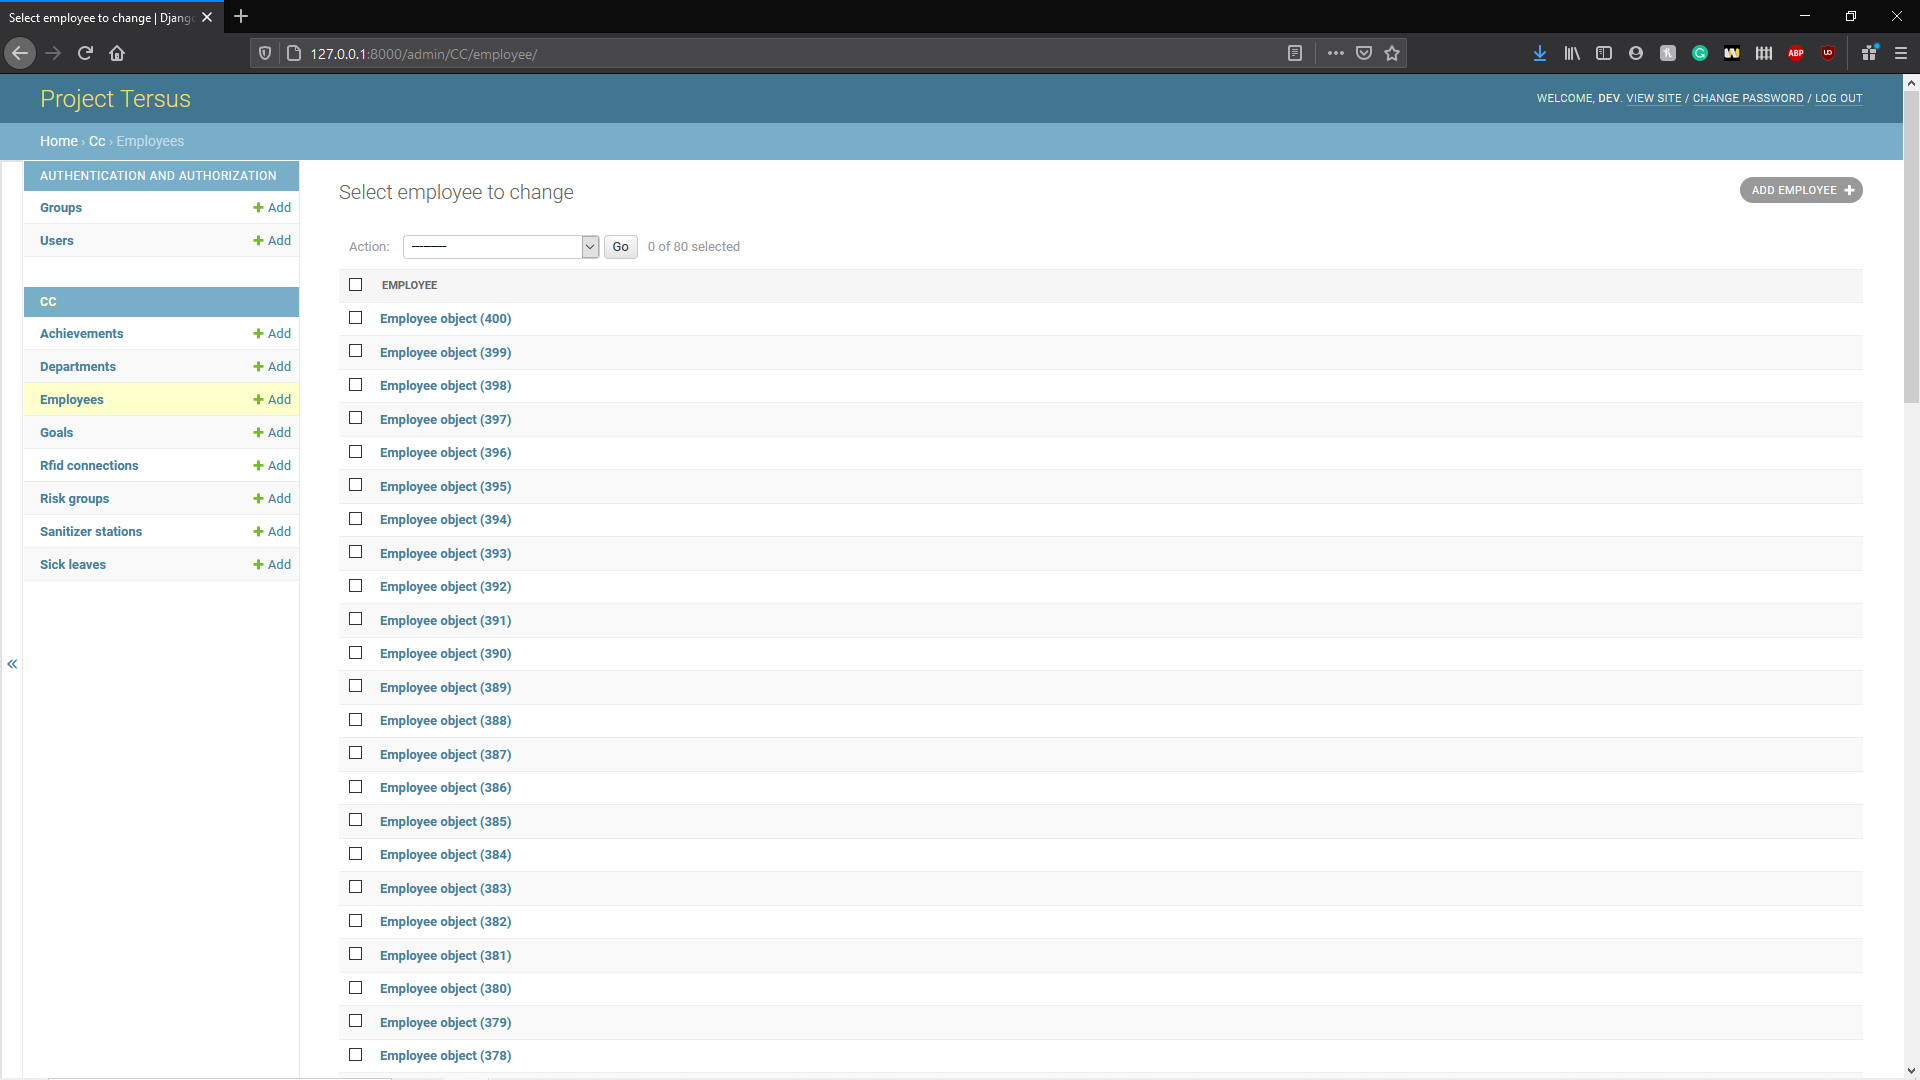 Select employee to change | Djang
127.0.0.1:8000/admin/CC/employee/
Project Tersus
WELCOME, DEV. VIEW SITE / CHANGE PASSWORD / LOG OUT
Home › Cc › Employees
AUTHENTICATION AND AUTHORIZATION
Groups + Add
Users + Add
CC
Achievements + Add
Departments + Add
Employees + Add
Goals + Add
Rfid connections + Add
Risk groups + Add
Sanitizer stations + Add
Sick leaves + Add
«
Select employee to change
ADD EMPLOYEE +
Action: --------- Go 0 of 80 selected
EMPLOYEE
Employee object (400)
Employee object (399)
Employee object (398)
Employee object (397)
Employee object (396)
Employee object (395)
Employee object (394)
Employee object (393)
Employee object (392)
Employee object (391)
Employee object (390)
Employee object (389)
Employee object (388)
Employee object (387)
Employee object (386)
Employee object (385)
Employee object (384)
Employee object (383)
Employee object (382)
Employee object (381)
Employee object (380)
Employee object (379)
Employee object (378)
ABP